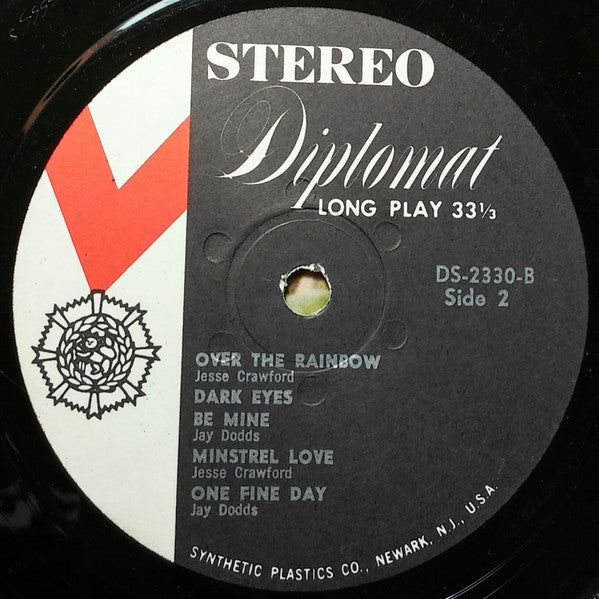 STEREO
Diplomat
LONG PLAY 33⅓
DS-2330-B
Side 2
OVER THE RAINBOW
Jesse Crawford
DARK EYES
BE MINE
Jay Dodds
MINSTREL LOVE
Jesse Crawford
ONE FINE DAY
Jay Dodds
SYNTHETIC PLASTICS CO., NEWARK, N.J., U.S.A.